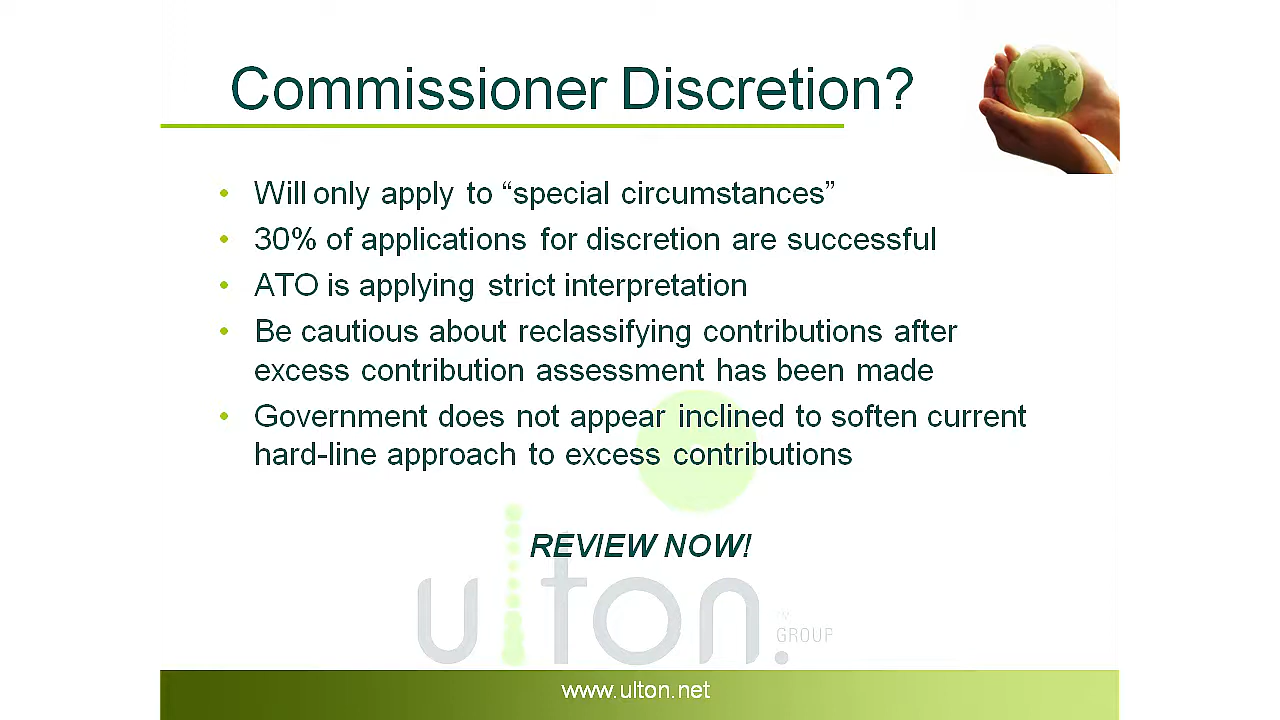 Commissioner Discretion?
• Will only apply to “special circumstances”
• 30% of applications for discretion are successful
• ATO is applying strict interpretation
• Be cautious about reclassifying contributions after
excess contribution assessment has been made
• Government does not appear inclined to soften current
hard-line approach to excess contributions
REVIEW NOW!
ulton.
TM
GROUP
www.ulton.net